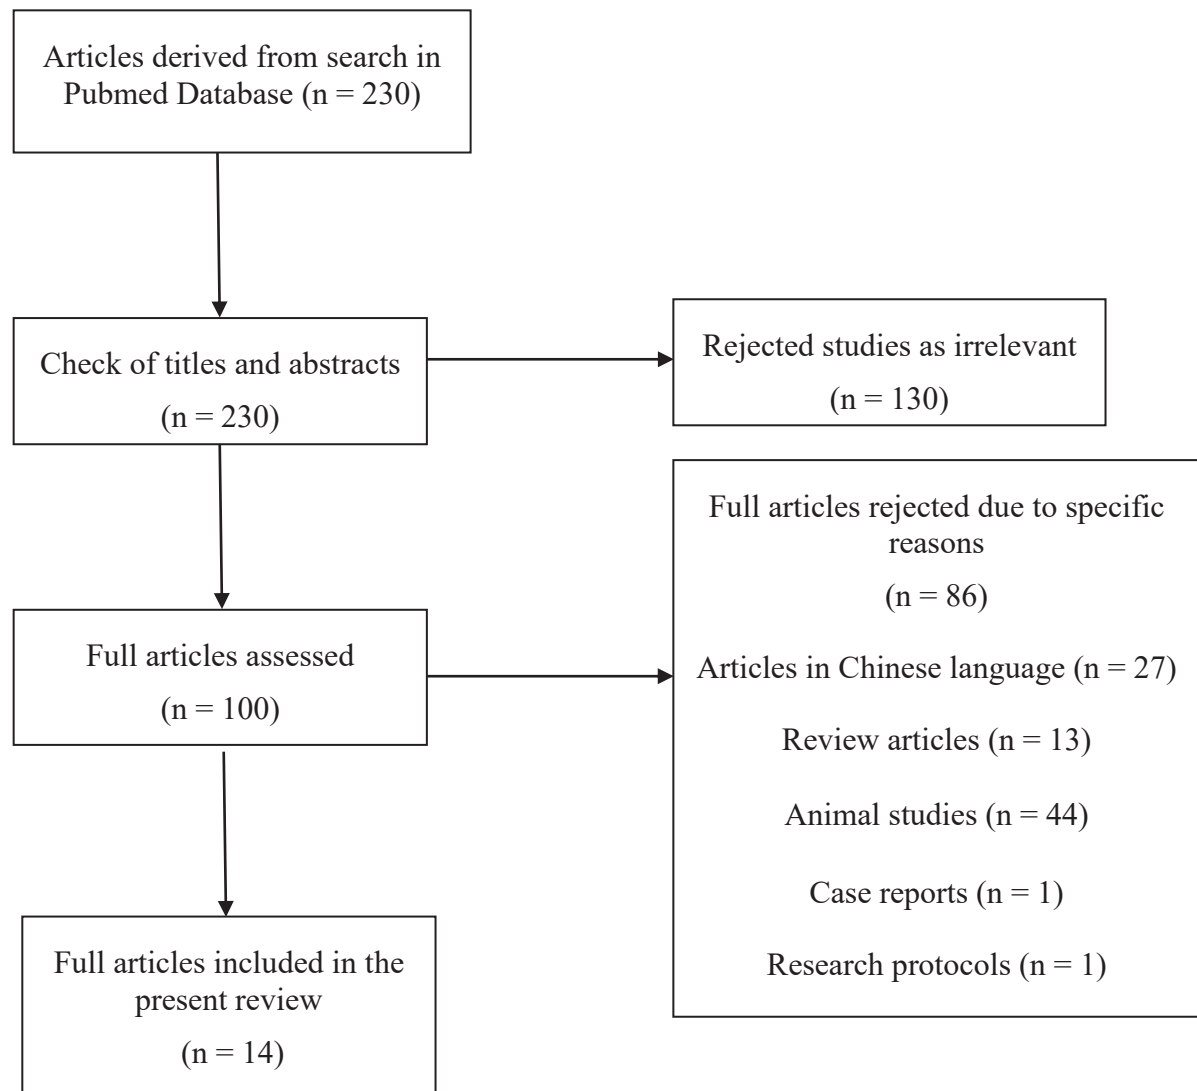 Articles derived from search in
Pubmed Database (n = 230)
Check of titles and abstracts
(n = 230)
Rejected studies as irrelevant
(n = 130)
Full articles assessed
(n = 100)
Full articles rejected due to specific
reasons
(n = 86)
Articles in Chinese language (n = 27)
Review articles (n = 13)
Animal studies (n = 44)
Case reports (n = 1)
Research protocols (n = 1)
Full articles included in the
present review
(n = 14)